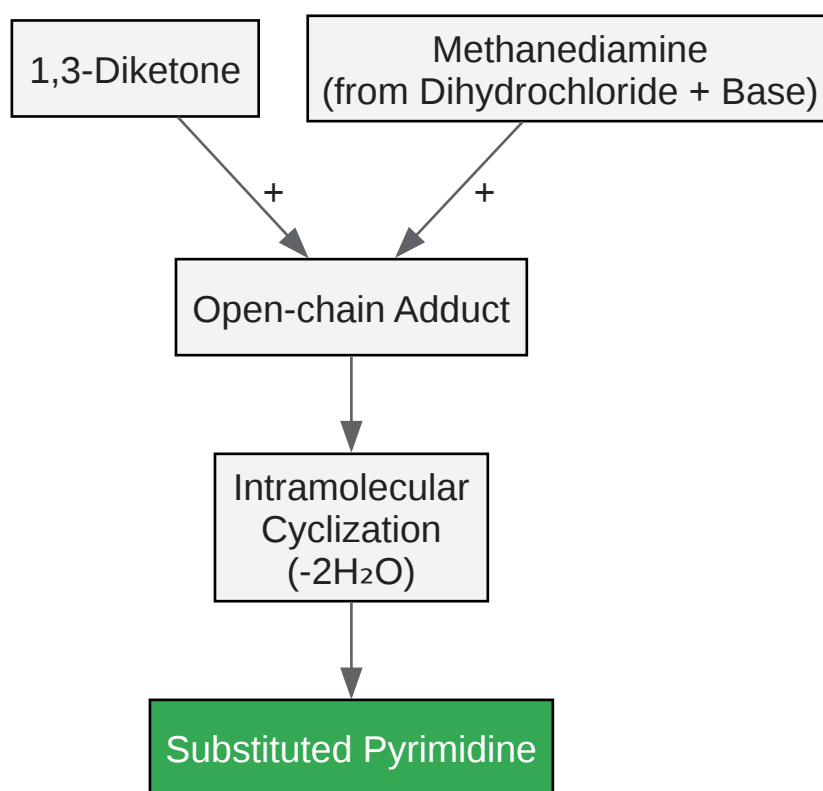 1,3-Diketone
Methanediamine
(from Dihydrochloride + Base)
+
+
Open-chain Adduct
Intramolecular
Cyclization
(-2H₂O)
Substituted Pyrimidine